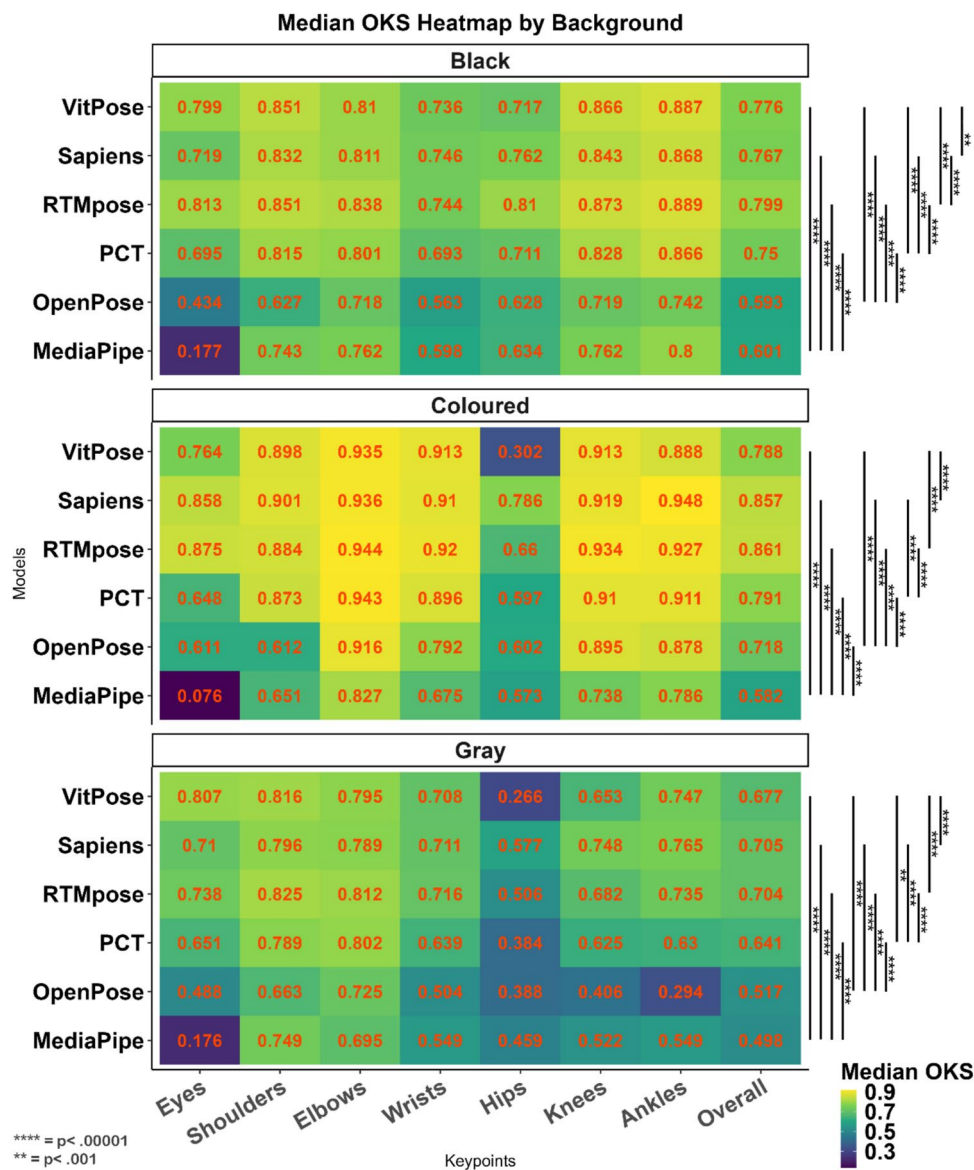 Median OKS Heatmap by Background
Black
VitPose 0.799 0.851 0.81 0.736 0.717 0.866 0.887 0.776
Sapiens 0.719 0.832 0.811 0.746 0.762 0.843 0.868 0.767
RTMpose 0.813 0.851 0.838 0.744 0.81 0.873 0.889 0.799
PCT 0.695 0.815 0.801 0.693 0.711 0.828 0.866 0.75
OpenPose 0.434 0.627 0.718 0.563 0.628 0.719 0.742 0.593
MediaPipe 0.177 0.743 0.762 0.598 0.634 0.762 0.8 0.601
Coloured
VitPose 0.764 0.898 0.935 0.913 0.302 0.913 0.888 0.788
Sapiens 0.858 0.901 0.936 0.91 0.786 0.919 0.948 0.857
RTMpose 0.875 0.884 0.944 0.92 0.66 0.934 0.927 0.861
PCT 0.648 0.873 0.943 0.896 0.597 0.91 0.911 0.791
OpenPose 0.611 0.612 0.916 0.792 0.602 0.895 0.878 0.718
MediaPipe 0.076 0.651 0.827 0.675 0.573 0.738 0.786 0.582
Models
Gray
VitPose 0.807 0.816 0.795 0.708 0.266 0.653 0.747 0.677
Sapiens 0.71 0.796 0.789 0.711 0.577 0.748 0.765 0.705
RTMpose 0.738 0.825 0.812 0.716 0.506 0.682 0.735 0.704
PCT 0.651 0.789 0.802 0.639 0.384 0.625 0.63 0.641
OpenPose 0.488 0.663 0.725 0.504 0.388 0.406 0.294 0.517
MediaPipe 0.176 0.749 0.695 0.549 0.459 0.522 0.549 0.498
Eyes Shoulders Elbows Wrists Hips Knees Ankles Overall
Keypoints
**** = p< .00001
** = p< .001
Median OKS
0.9
0.7
0.5
0.3